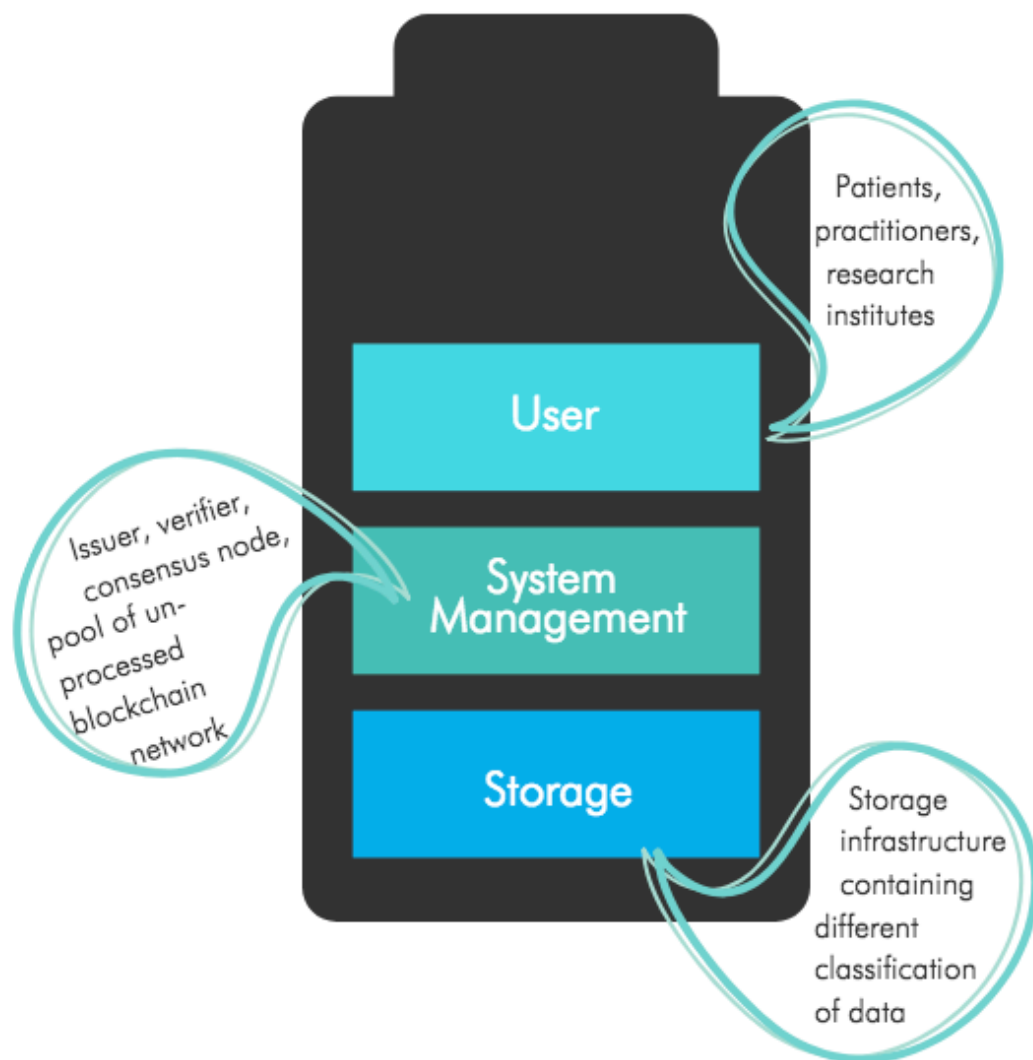 Patients,
practitioners,
research
institutes
User
Issuer, verifier,
consensus node,
pool of un-
processed
blockchain
network
System
Management
Storage
Storage
infrastructure
containing
different
classification
of data